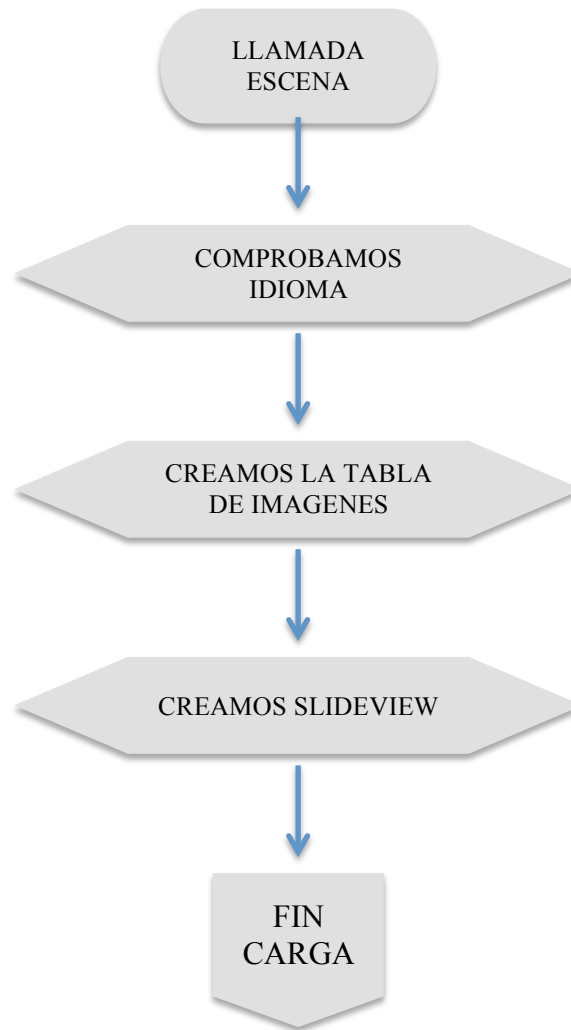 LLAMADA
ESCENA
COMPROBAMOS
IDIOMA
CREAMOS LA TABLA
DE IMAGENES
CREAMOS SLIDEVIEW
FIN
CARGA